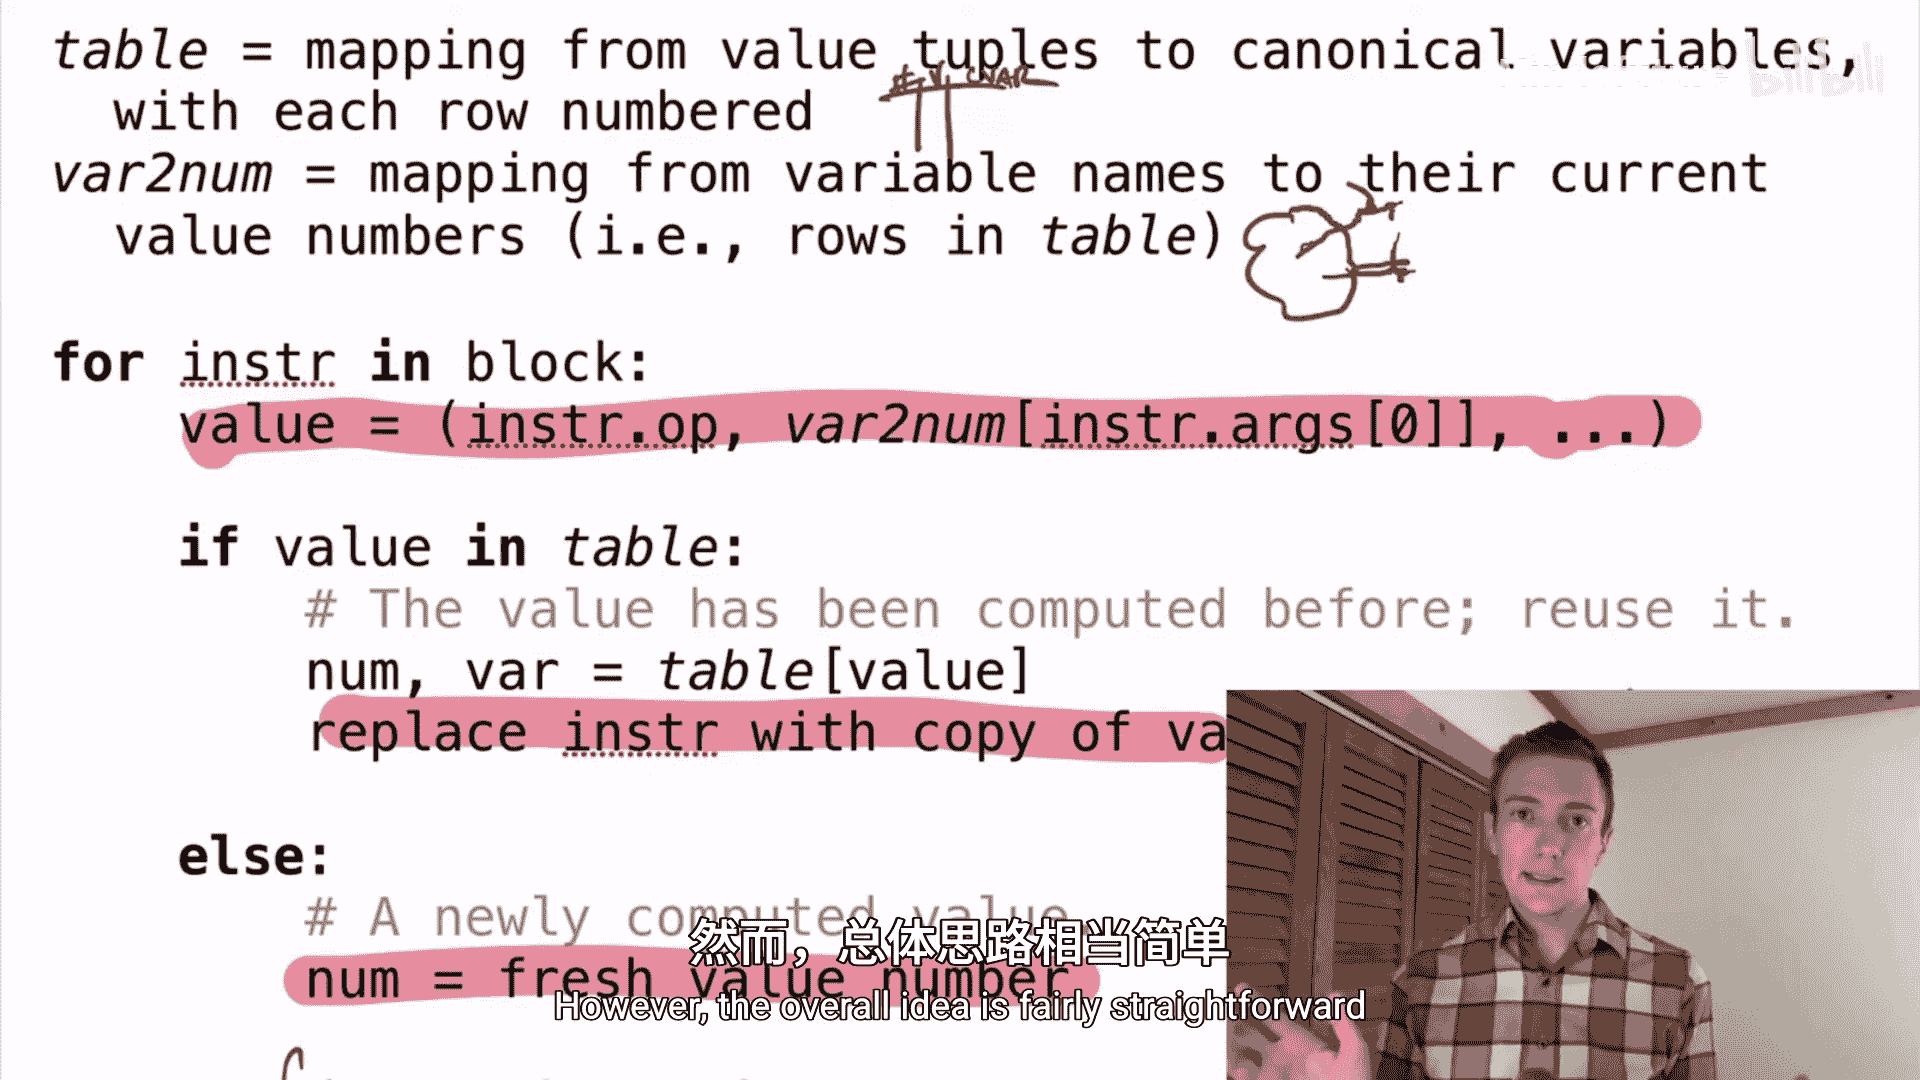 table = mapping from value tuples to canonical variables,
with each row numbered
var2num = mapping from variable names to their current
value numbers (i.e., rows in table)
for instr in block:
value = (instr.op, var2num[instr.args[0]], ...)
if value in table:
# The value has been computed before; reuse it.
num, var = table[value]
replace instr with copy of va
else:
# A newly computed value.
num = fresh value number
然而，总体思路相当简单
However, the overall idea is fairly straightforward
bilibili